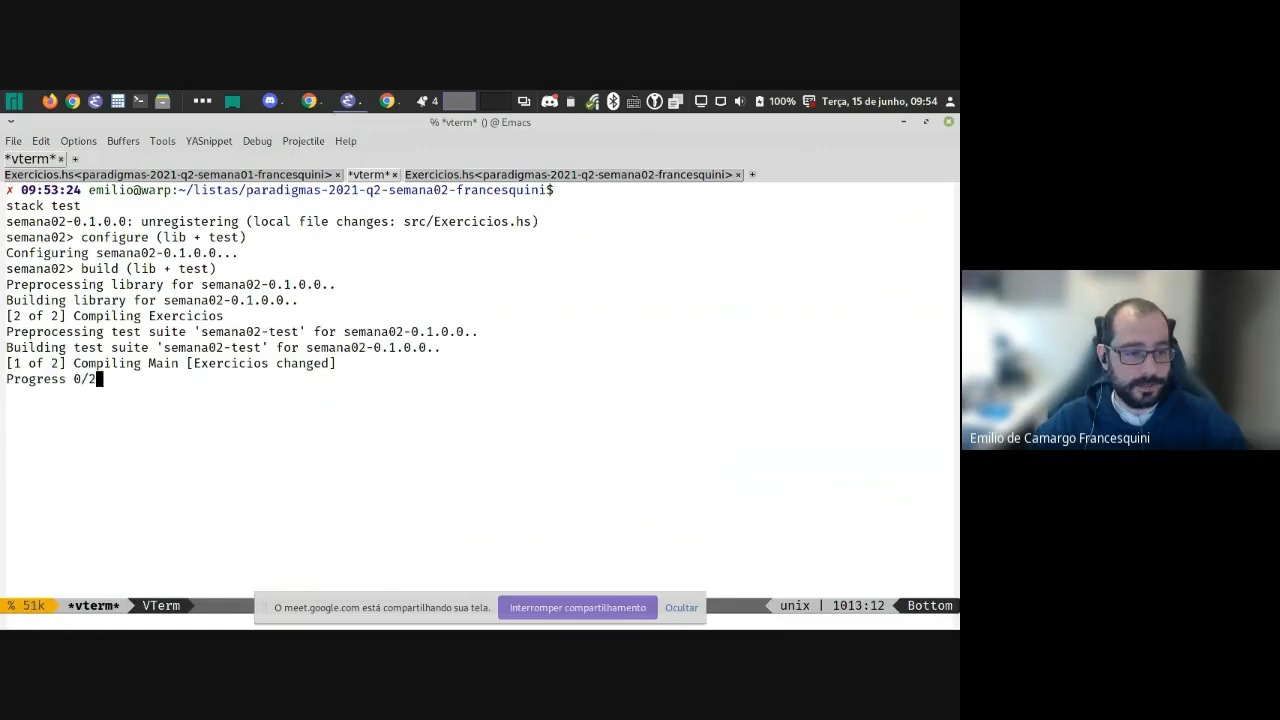 4
100%
Terça, 15 de junho, 09:54
% *vterm* () @ Emacs
File Edit Options Buffers Tools YASnippet Debug Projectile Help
*vterm* × +
Exercicios.hs<paradigmas-2021-q2-semana01-francesquini> × *vterm* × Exercicios.hs<paradigmas-2021-q2-semana02-francesquini> × +
✗ 09:53:24 emilio@warp:~/listas/paradigmas-2021-q2-semana02-francesquini$
stack test
semana02-0.1.0.0: unregistering (local file changes: src/Exercicios.hs)
semana02> configure (lib + test)
Configuring semana02-0.1.0.0...
semana02> build (lib + test)
Preprocessing library for semana02-0.1.0.0..
Building library for semana02-0.1.0.0..
[2 of 2] Compiling Exercicios
Preprocessing test suite 'semana02-test' for semana02-0.1.0.0..
Building test suite 'semana02-test' for semana02-0.1.0.0..
[1 of 2] Compiling Main [Exercicios changed]
Progress 0/2
Emilio de Camargo Francesquini
% 51k *vterm* VTerm
O meet.google.com está compartilhando sua tela. Interromper compartilhamento Ocultar
unix | 1013:12 Bottom